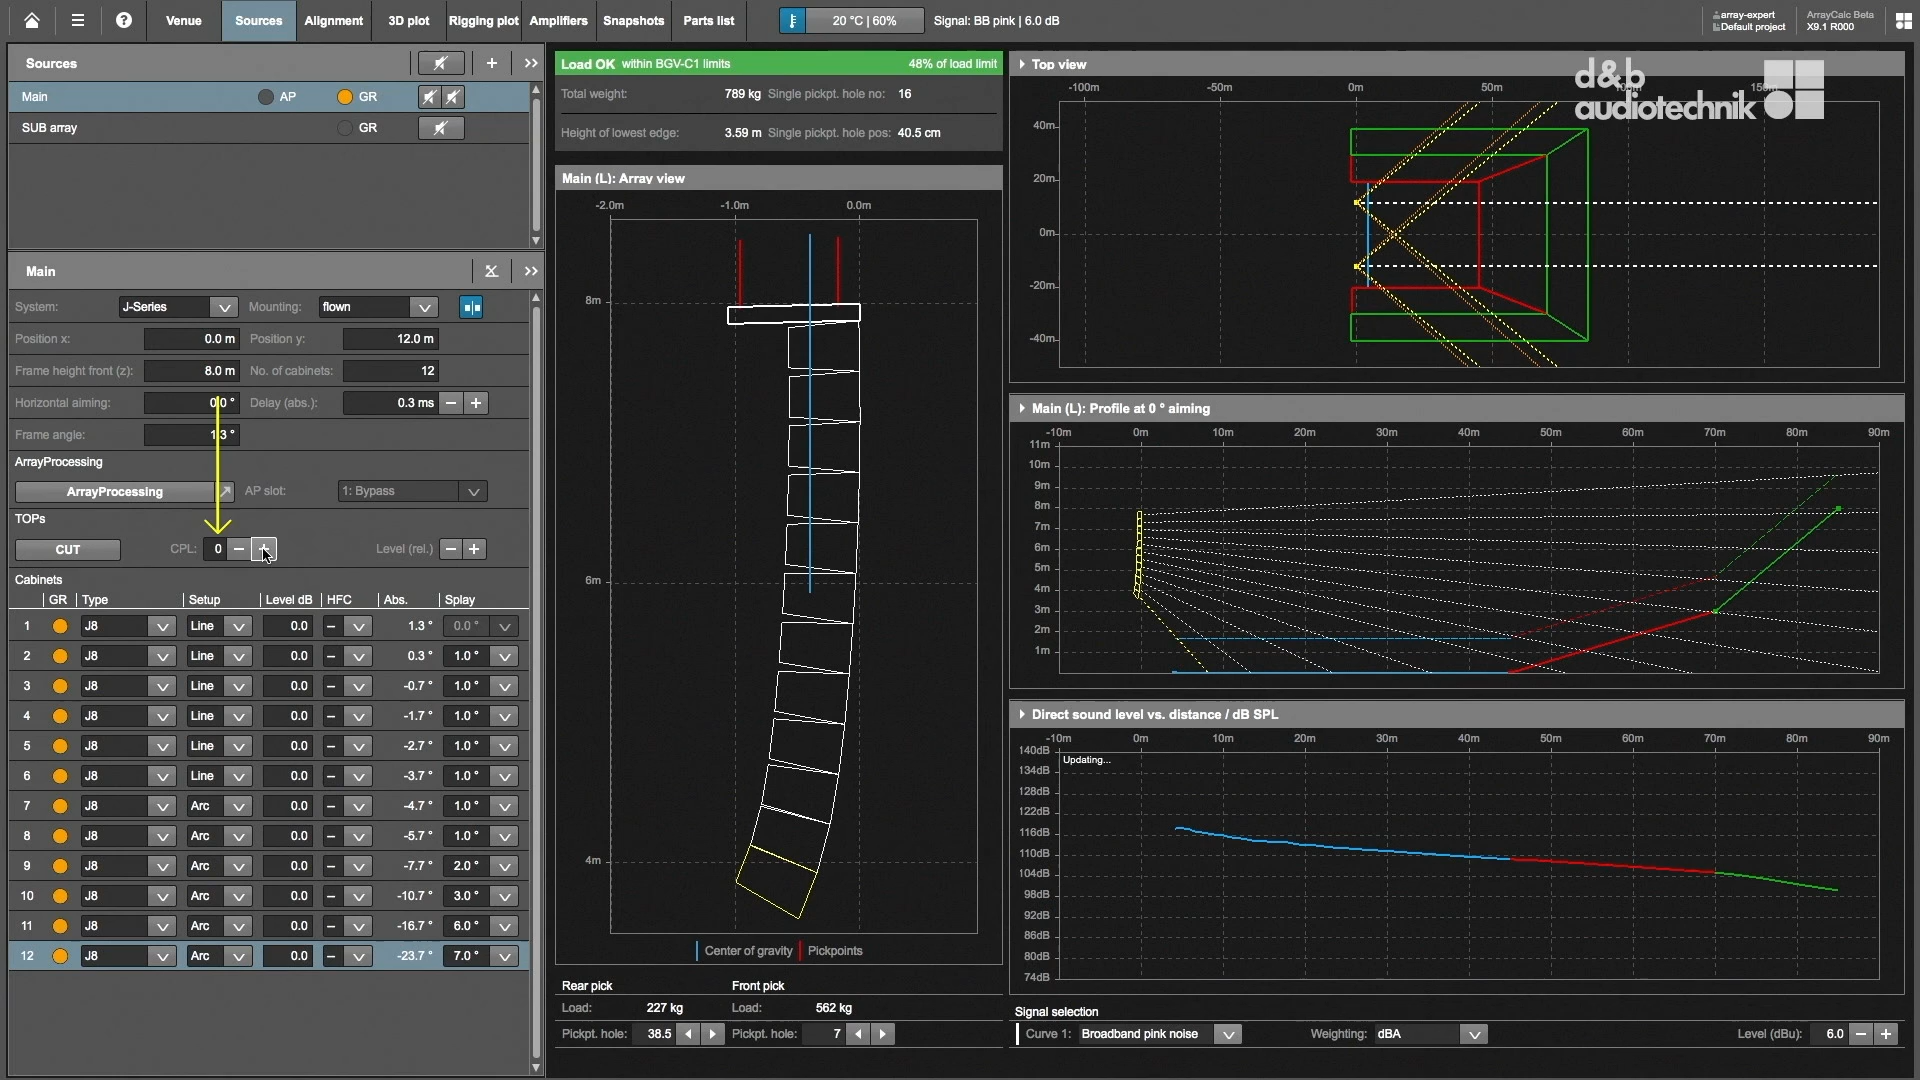 Venue
Sources
Alignment
3D plot
Rigging plot
Amplifiers
Snapshots
Parts list
20 °C | 60%
Signal: BB pink | 6.0 dB
array-expert
Default project
ArrayCalc Beta
X9.1 R000
Sources
Main AP GR
SUB array GR
Main
System: J-Series Mounting: flown
Position x: 0.0 m Position y: 12.0 m
Frame height front (z): 8.0 m No. of cabinets: 12
Horizontal aiming: 0.0 ° Delay (abs.): 0.3 ms
Frame angle: 1.3 °
ArrayProcessing
ArrayProcessing AP slot: 1: Bypass
TOPs
CUT CPL: 0 Level (rel.)
Cabinets
GR Type Setup Level dB HFC Abs. Splay
1 J8 Line 0.0 – 1.3 ° 0.0 °
2 J8 Line 0.0 – 0.3 ° 1.0 °
3 J8 Line 0.0 – -0.7 ° 1.0 °
4 J8 Line 0.0 – -1.7 ° 1.0 °
5 J8 Line 0.0 – -2.7 ° 1.0 °
6 J8 Line 0.0 – -3.7 ° 1.0 °
7 J8 Arc 0.0 – -4.7 ° 1.0 °
8 J8 Arc 0.0 – -5.7 ° 1.0 °
9 J8 Arc 0.0 – -7.7 ° 2.0 °
10 J8 Arc 0.0 – -10.7 ° 3.0 °
11 J8 Arc 0.0 – -16.7 ° 6.0 °
12 J8 Arc 0.0 – -23.7 ° 7.0 °
Load OK within BGV-C1 limits 48% of load limit
Total weight: 789 kg Single pickpt. hole no: 16
Height of lowest edge: 3.59 m Single pickpt. hole pos: 40.5 cm
Main (L): Array view
-2.0m -1.0m 0.0m
8m
6m
4m
Center of gravity Pickpoints
Rear pick Front pick
Load: 227 kg Load: 562 kg
Pickpt. hole: 38.5 Pickpt. hole: 7
Top view
d&b
audiotechnik
-100m -50m 0m 50m 100m 150m
40m
20m
0m
-20m
-40m
Main (L): Profile at 0 ° aiming
-10m 0m 10m 20m 30m 40m 50m 60m 70m 80m 90m
11m
10m
9m
8m
7m
6m
5m
4m
3m
2m
1m
Direct sound level vs. distance / dB SPL
-10m 0m 10m 20m 30m 40m 50m 60m 70m 80m 90m
140dB
Updating...
134dB
128dB
122dB
116dB
110dB
104dB
98dB
92dB
86dB
80dB
74dB
Signal selection
Curve 1: Broadband pink noise Weighting: dBA Level (dBu): 6.0